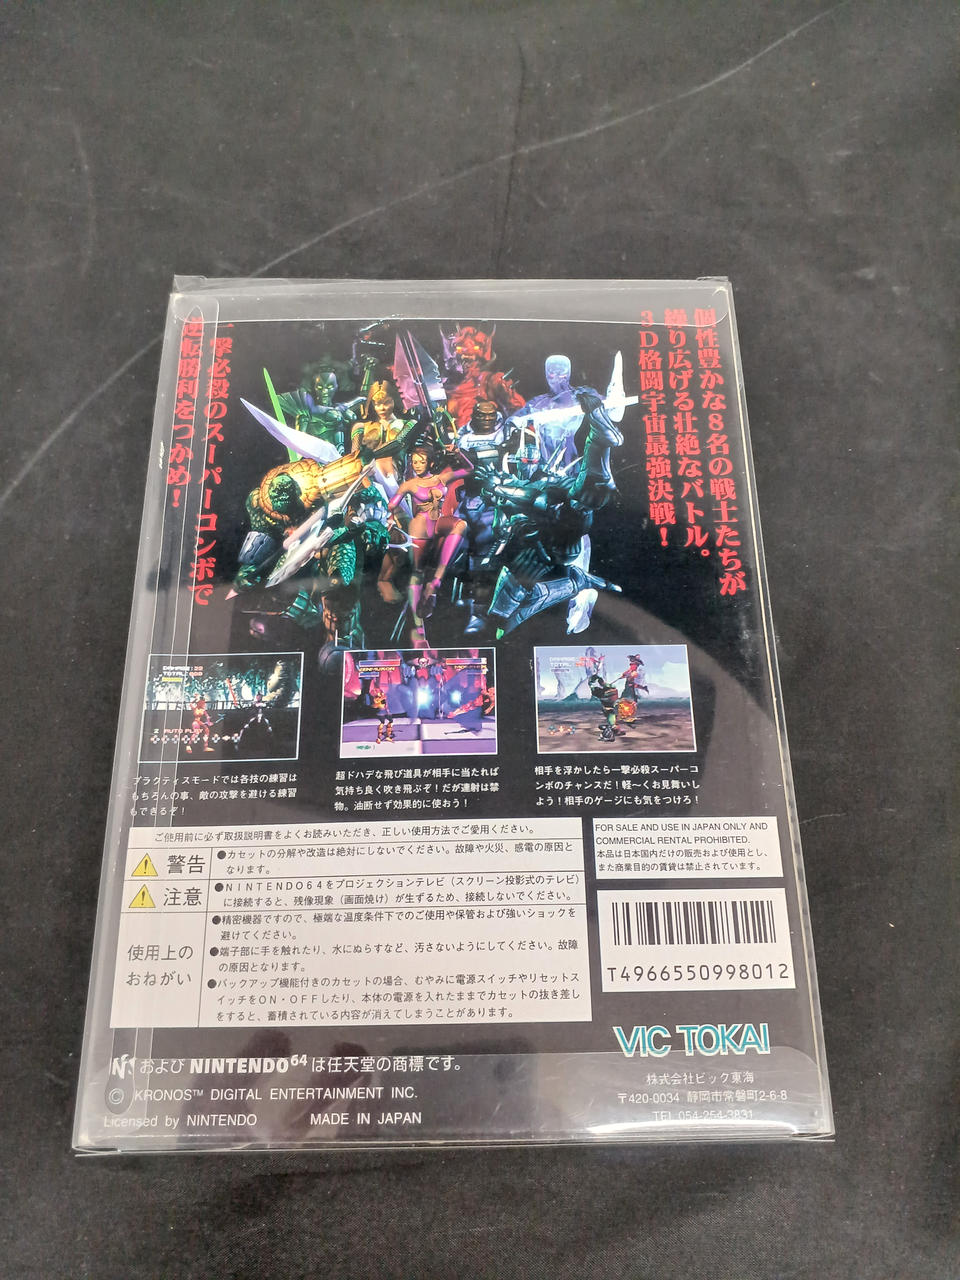 個性豊かな8名の戦士たちが
繰り広げる壮絶なバトル。
3D格闘宇宙最強決戦！
一撃必殺のスーパーコンボで
逆転勝利をつかめ！
DAMAGE:
TOTAL:
AUTO PLAY
DAMAGE
TOTAL
プラクティスモードでは各技の練習は
もちろんの事、敵の攻撃を避ける練習
もできるぞ！
超ドハデな飛び道具が相手に当たれば
気持ち良く吹き飛ぶぞ！だが連射は禁
物。油断せず効果的に使おう！
相手を浮かしたら一撃必殺スーパーコ
ンボのチャンスだ！軽〜くお見舞いし
よう！相手のゲージにも気をつけろ！
ご使用前に必ず取扱説明書をよくお読みいただき、正しい使用方法でご愛用ください。
警告
●カセットの分解や改造は絶対にしないでください。故障や火災、感電の原因と
なります。
注意
●NINTENDO64をプロジェクションテレビ（スクリーン投影式のテレビ）
に接続すると、残像現象（画面焼け）が生ずるため、接続しないでください。
使用上の
おねがい
●精密機器ですので、極端な温度条件下でのご使用や保管および強いショックを
避けてください。
●端子部に手を触れたり、水にぬらすなど、汚さないようにしてください。故障
の原因となります。
●バックアップ機能付きのカセットの場合、むやみに電源スイッチやリセットス
イッチをON・OFFしたり、本体の電源を入れたままでカセットの抜き差し
をすると、蓄積されている内容が消えてしまうことがあります。
FOR SALE AND USE IN JAPAN ONLY AND
COMMERCIAL RENTAL PROHIBITED.
本品は日本国内だけの販売および使用とし、
また商業目的の賃貸は禁止されています。
T4966550998012
VIC TOKAI
株式会社ビック東海
〒420-0034 静岡市常磐町2-6-8
TEL 054-254-3831
および NINTENDO64 は任天堂の商標です。
© KRONOS™ DIGITAL ENTERTAINMENT INC.
Licensed by NINTENDO MADE IN JAPAN